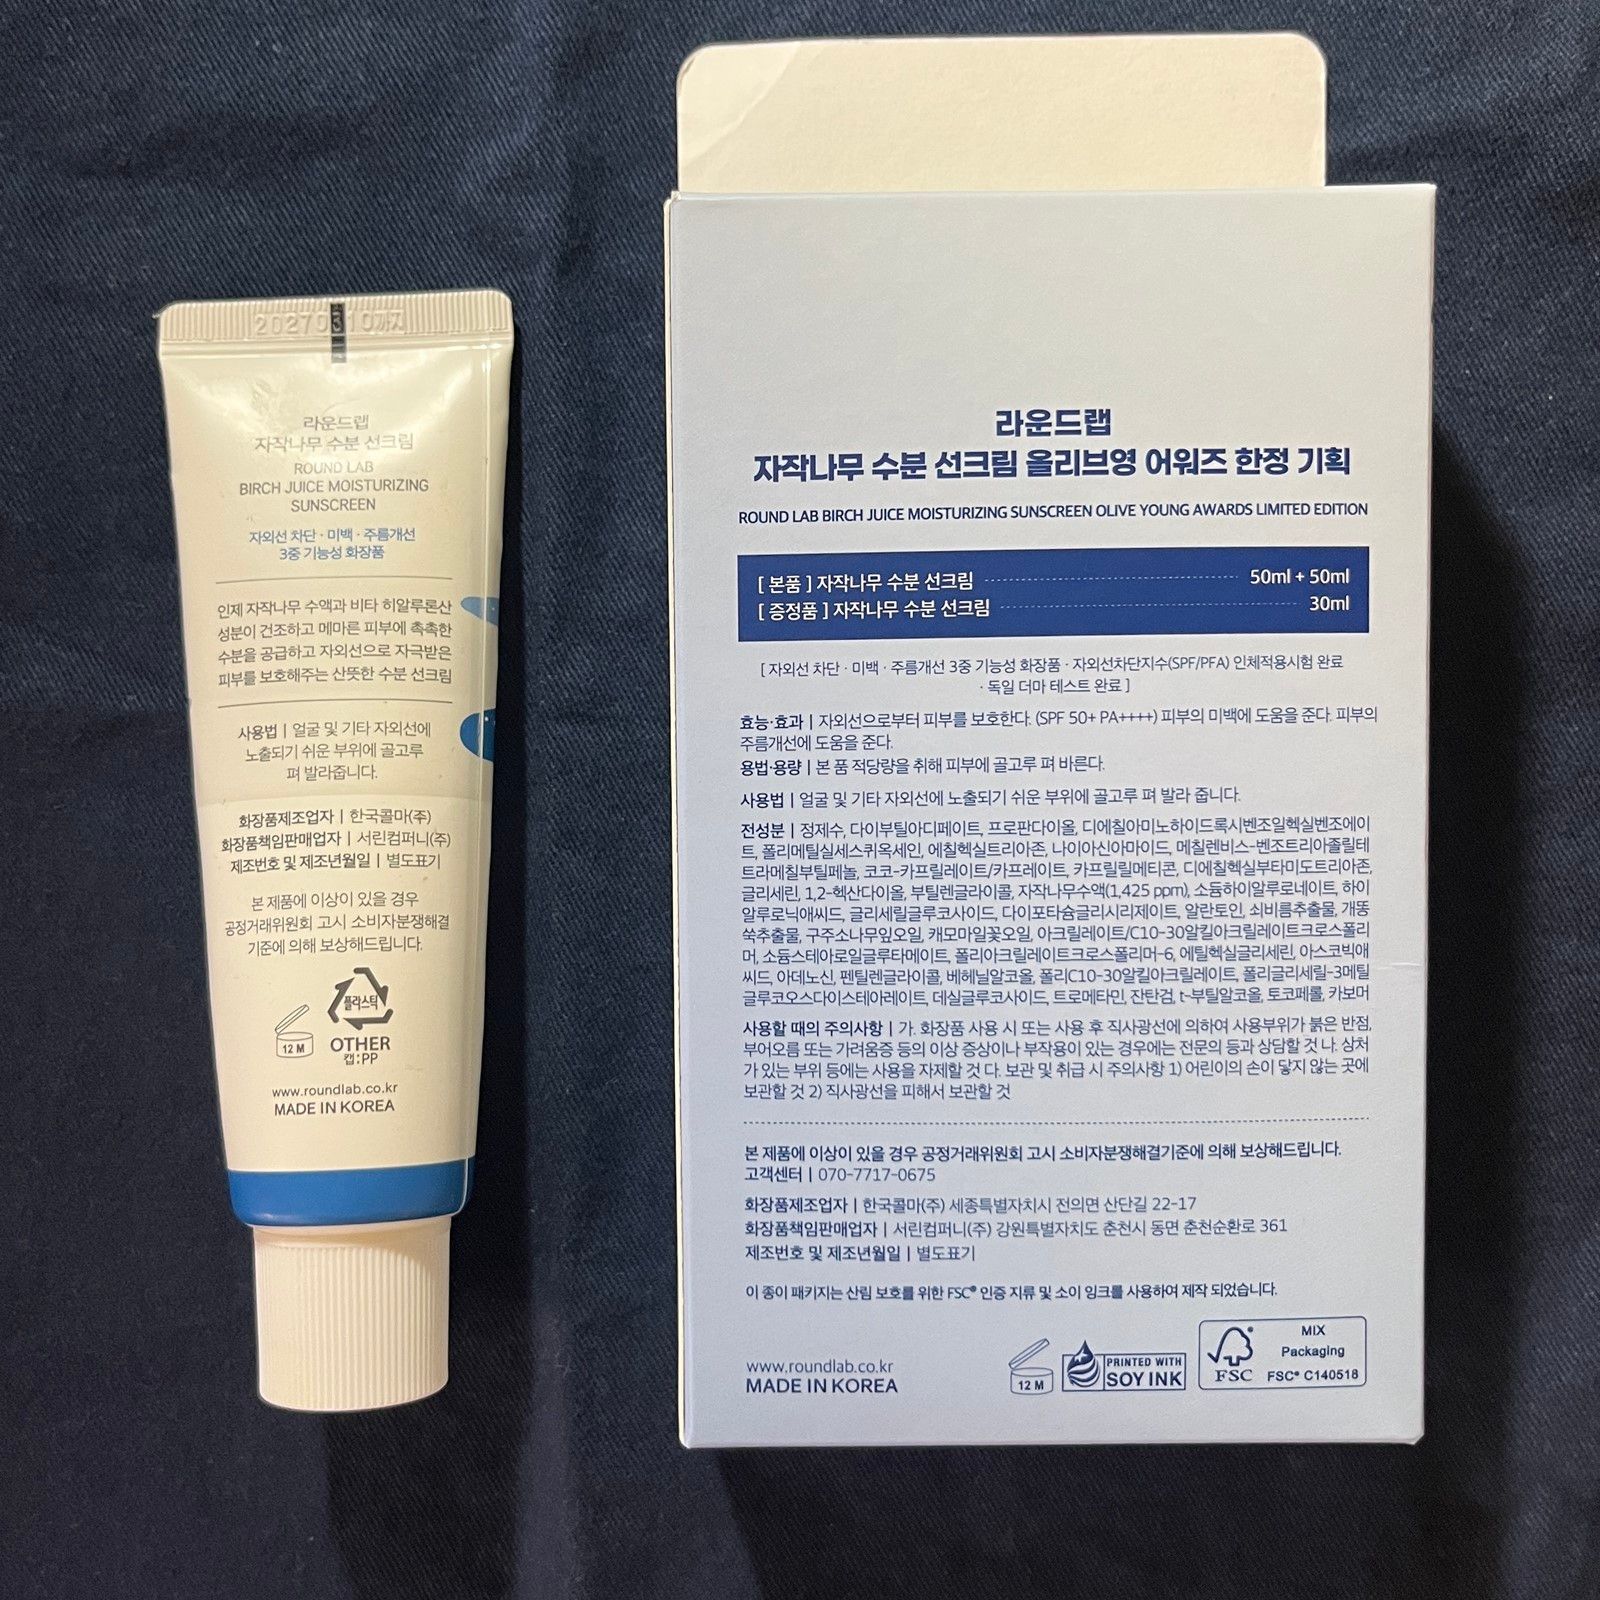 20270310까지
라운드랩
자작나무 수분 선크림
ROUND LAB
BIRCH JUICE MOISTURIZING
SUNSCREEN
자외선 차단 · 미백 · 주름개선
3중 기능성 화장품
인제 자작나무 수액과 비타 히알루론산
성분이 건조하고 메마른 피부에 촉촉한
수분을 공급하고 자외선으로 자극받은
피부를 보호해주는 산뜻한 수분 선크림
사용법 | 얼굴 및 기타 자외선에
노출되기 쉬운 부위에 골고루
펴 발라줍니다.
화장품제조업자 | 한국콜마(주)
화장품책임판매업자 | 서린컴퍼니(주)
제조번호 및 제조년월일 | 별도표기
본 제품에 이상이 있을 경우
공정거래위원회 고시 소비자분쟁해결
기준에 의해 보상해드립니다.
플라스틱
12 M
OTHER
캡:PP
www.roundlab.co.kr
MADE IN KOREA
라운드랩
자작나무 수분 선크림 올리브영 어워즈 한정 기획
ROUND LAB BIRCH JUICE MOISTURIZING SUNSCREEN OLIVE YOUNG AWARDS LIMITED EDITION
[ 본품 ] 자작나무 수분 선크림 50ml + 50ml
[ 증정품 ] 자작나무 수분 선크림 30ml
[ 자외선 차단 · 미백 · 주름개선 3중 기능성 화장품 · 자외선차단지수(SPF/PFA) 인체적용시험 완료
· 독일 더마 테스트 완료 ]
효능·효과 | 자외선으로부터 피부를 보호한다. (SPF 50+ PA++++) 피부의 미백에 도움을 준다. 피부의
주름개선에 도움을 준다.
용법·용량 | 본 품 적당량을 취해 피부에 골고루 펴 바른다.
사용법 | 얼굴 및 기타 자외선에 노출되기 쉬운 부위에 골고루 펴 발라 줍니다.
전성분 | 정제수, 다이부틸아디페이트, 프로판다이올, 디에칠아미노하이드록시벤조일헥실벤조에이
트, 폴리메틸실세스퀴옥세인, 에칠헥실트리아존, 나이아신아마이드, 메칠렌비스-벤조트리아졸릴테
트라메칠부틸페놀, 코코-카프릴레이트/카프레이트, 카프릴릴메티콘, 디에칠헥실부타미도트리아존,
글리세린, 1,2-헥산다이올, 부틸렌글라이콜, 자작나무수액(1,425 ppm), 소듐하이알루로네이트, 하이
알루로닉애씨드, 글리세릴글루코사이드, 다이포타슘글리시리제이트, 알란토인, 쇠비름추출물, 개똥
쑥추출물, 구주소나무잎오일, 캐모마일꽃오일, 아크릴레이트/C10-30알킬아크릴레이트크로스폴리
머, 소듐스테아로일글루타메이트, 폴리아크릴레이트크로스폴리머-6, 에틸헥실글리세린, 아스코빅애
씨드, 아데노신, 펜틸렌글라이콜, 베헤닐알코올, 폴리C10-30알킬아크릴레이트, 폴리글리세릴-3메틸
글루코오스다이스테아레이트, 데실글루코사이드, 트로메타민, 잔탄검, t-부틸알코올, 토코페롤, 카보머
사용할 때의 주의사항 | 가. 화장품 사용 시 또는 사용 후 직사광선에 의하여 사용부위가 붉은 반점,
부어오름 또는 가려움증 등의 이상 증상이나 부작용이 있는 경우에는 전문의 등과 상담할 것 나. 상처
가 있는 부위 등에는 사용을 자제할 것 다. 보관 및 취급 시 주의사항 1) 어린이의 손이 닿지 않는 곳에
보관할 것 2) 직사광선을 피해서 보관할 것
본 제품에 이상이 있을 경우 공정거래위원회 고시 소비자분쟁해결기준에 의해 보상해드립니다.
고객센터 | 070-7717-0675
화장품제조업자 | 한국콜마(주) 세종특별자치시 전의면 산단길 22-17
화장품책임판매업자 | 서린컴퍼니(주) 강원특별자치도 춘천시 동면 춘천순환로 361
제조번호 및 제조년월일 | 별도표기
이 종이 패키지는 산림 보호를 위한 FSC® 인증 지류 및 소이 잉크를 사용하여 제작 되었습니다.
www.roundlab.co.kr
MADE IN KOREA
12 M
PRINTED WITH
SOY INK
FSC
MIX
Packaging
FSC® C140518